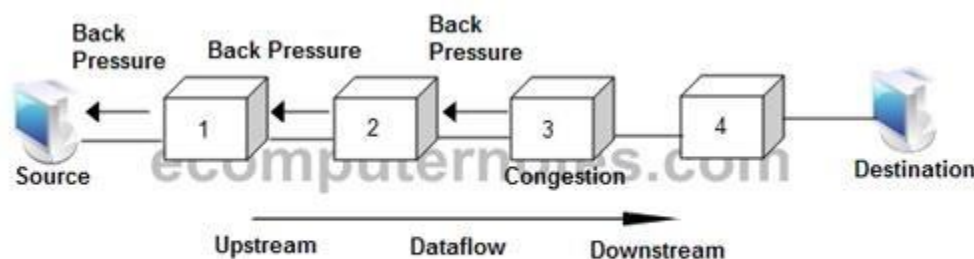 Back
Pressure
Back Pressure
Back
Pressure
1
2
3
4
Source
ecomputernotes.com
Congestion
Destination
Upstream
Dataflow
Downstream